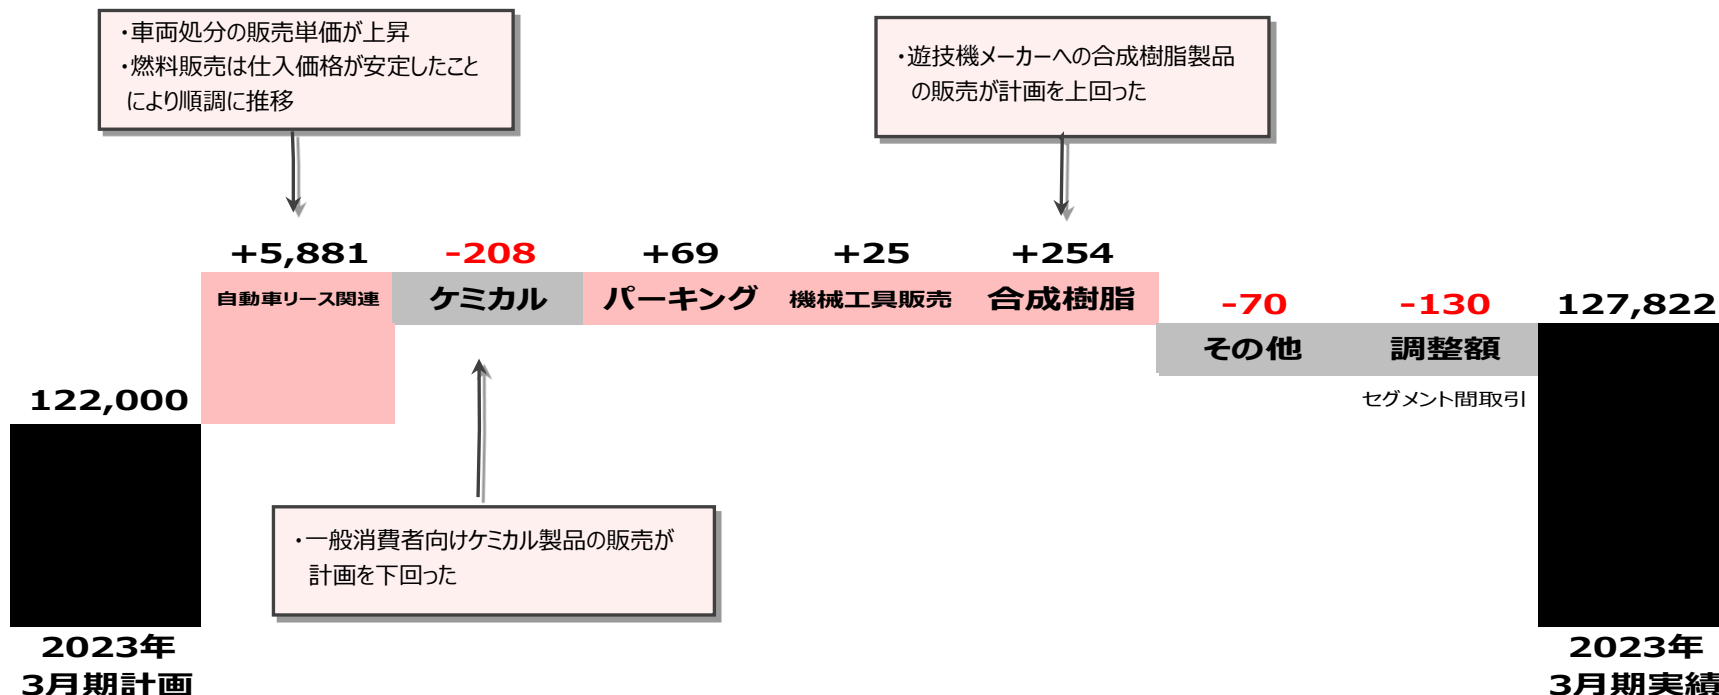 ・車両処分の販売単価が上昇
・燃料販売は仕入価格が安定したこと
により順調に推移
・遊技機メーカーへの合成樹脂製品
の販売が計画を上回った
+5,881
-208
+69
+25
+254
自動車リース関連
ケミカル
パーキング
機械工具販売
合成樹脂
-70
-130
127,822
その他
調整額
122,000
セグメント間取引
・一般消費者向けケミカル製品の販売が
計画を下回った
2023年
3月期計画
2023年
3月期実績